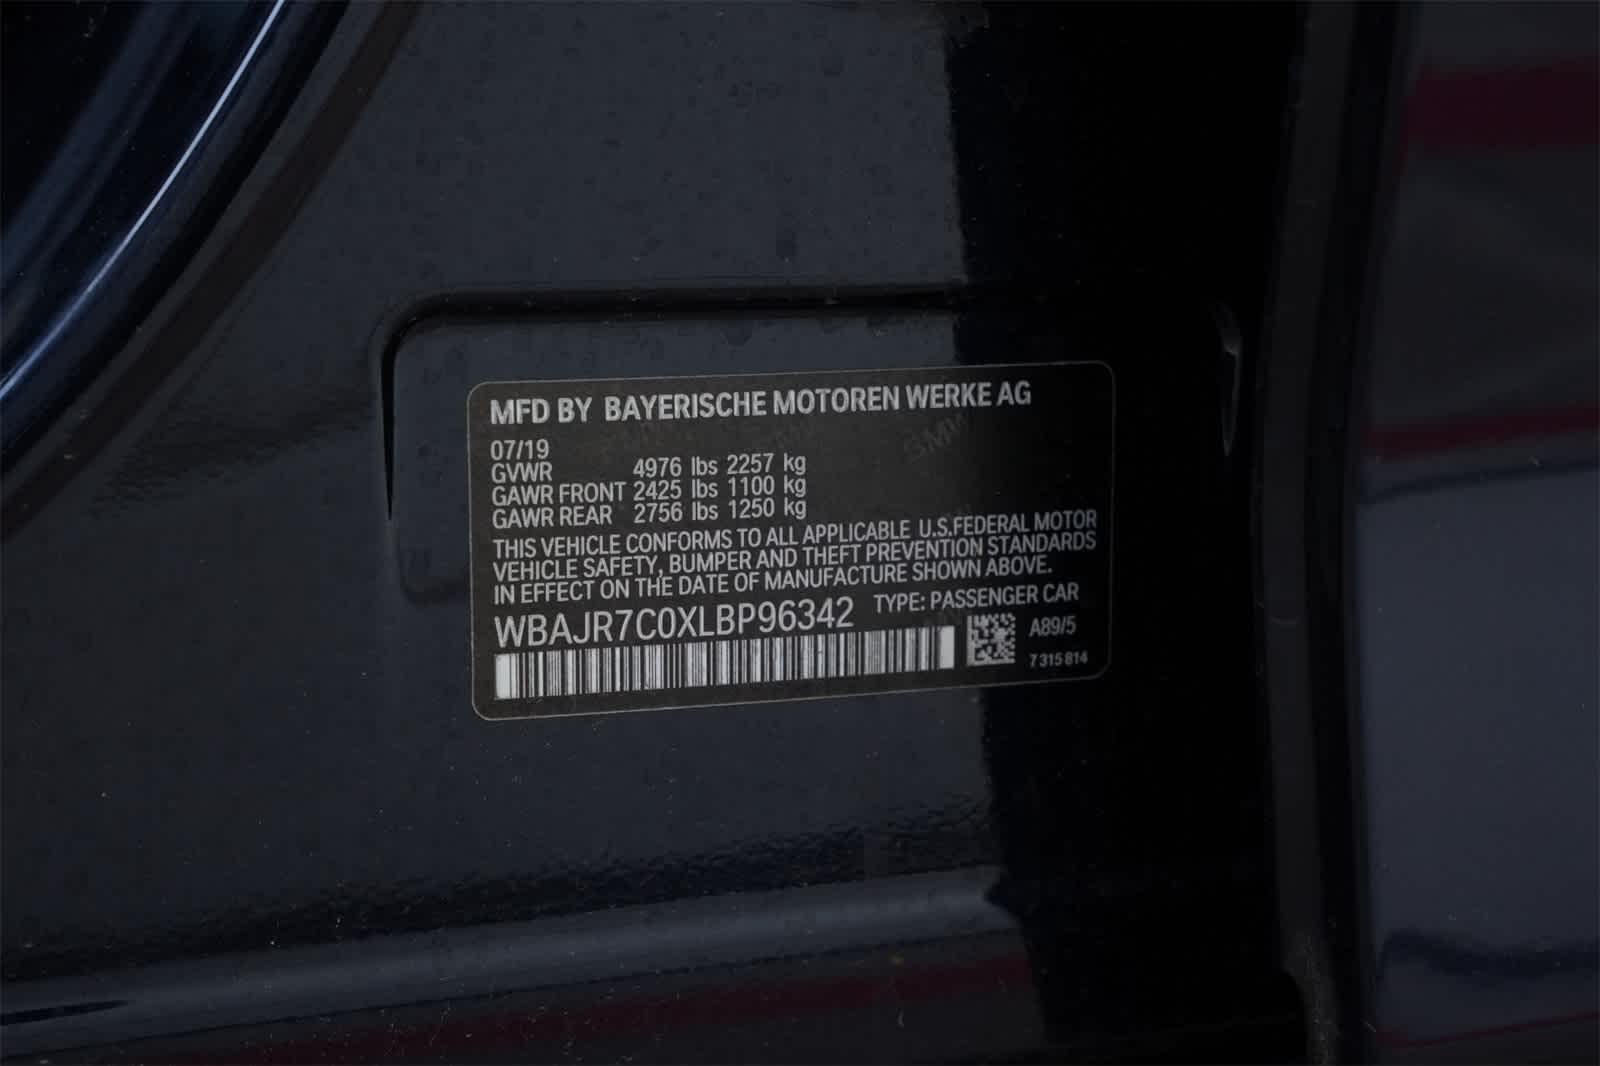 MFD BY BAYERISCHE MOTOREN WERKE AG
07/19
GVWR 4976 lbs 2257 kg
GAWR FRONT 2425 lbs 1100 kg
GAWR REAR 2756 lbs 1250 kg
THIS VEHICLE CONFORMS TO ALL APPLICABLE U.S.FEDERAL MOTOR
VEHICLE SAFETY, BUMPER AND THEFT PREVENTION STANDARDS
IN EFFECT ON THE DATE OF MANUFACTURE SHOWN ABOVE.
WBAJR7C0XLBP96342 TYPE: PASSENGER CAR
A89/5
7 315 814
BMW